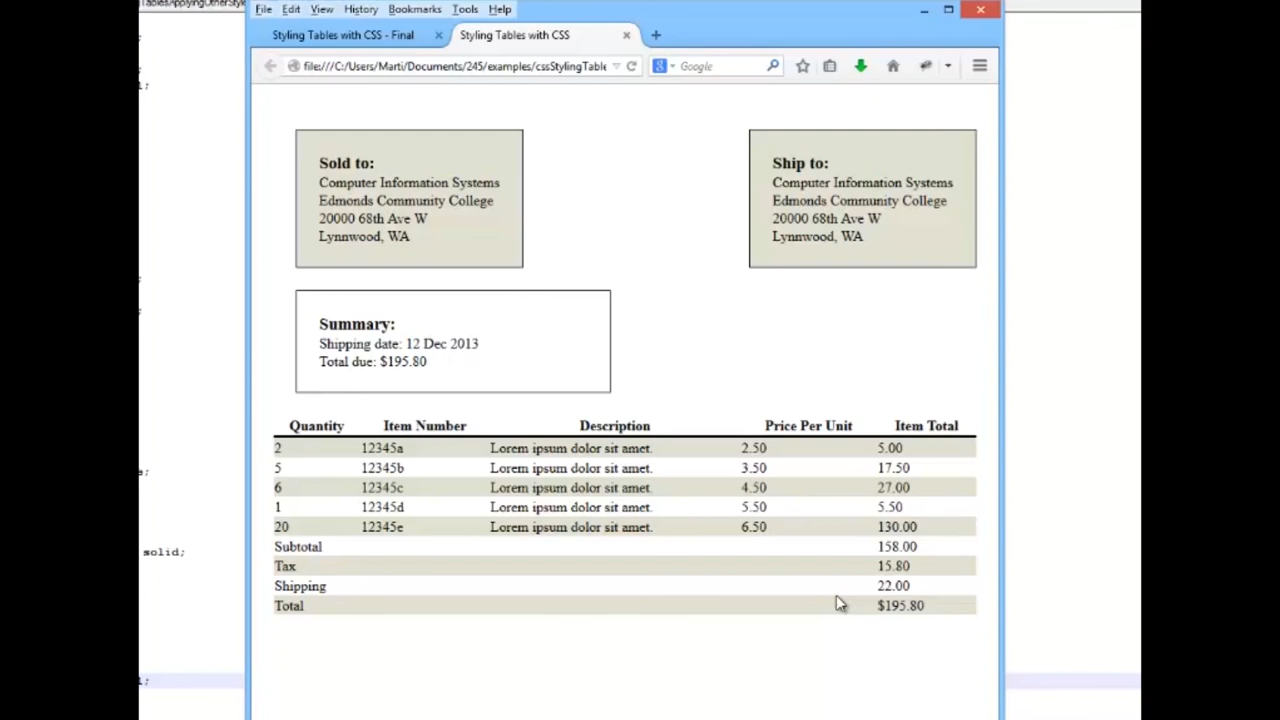 TablesApplyingOtherStyle
File Edit View History Bookmarks Tools Help
Styling Tables with CSS - Final
Styling Tables with CSS
file:///C:/Users/Marti/Documents/245/examples/cssStylingTable
Google
Sold to:
Computer Information Systems
Edmonds Community College
20000 68th Ave W
Lynnwood, WA
Ship to:
Computer Information Systems
Edmonds Community College
20000 68th Ave W
Lynnwood, WA
Summary:
Shipping date: 12 Dec 2013
Total due: $195.80
Quantity Item Number Description Price Per Unit Item Total
2 12345a Lorem ipsum dolor sit amet. 2.50 5.00
5 12345b Lorem ipsum dolor sit amet. 3.50 17.50
6 12345c Lorem ipsum dolor sit amet. 4.50 27.00
1 12345d Lorem ipsum dolor sit amet. 5.50 5.50
20 12345e Lorem ipsum dolor sit amet. 6.50 130.00
Subtotal 158.00
solid;
Tax 15.80
Shipping 22.00
Total $195.80